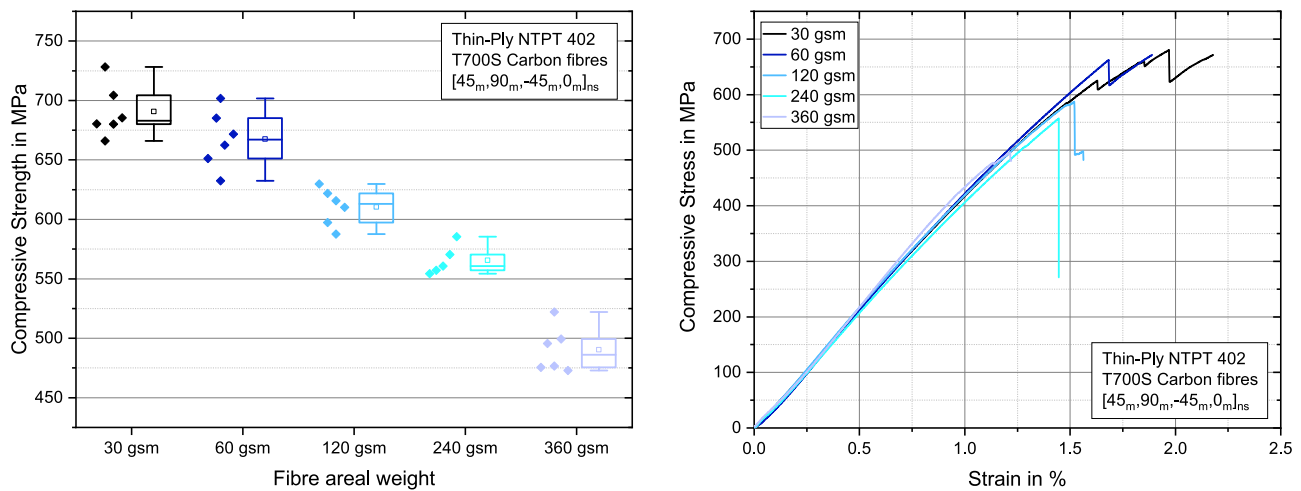 750
700
650
600
550
500
450
Compressive Strength in MPa
Thin-Ply NTPT 402
T700S Carbon fibres
[45m,90m,-45m,0m]ns
30 gsm
60 gsm
120 gsm
240 gsm
360 gsm
Fibre areal weight
700
600
500
400
300
200
100
0
Compressive Stress in MPa
30 gsm
60 gsm
120 gsm
240 gsm
360 gsm
Thin-Ply NTPT 402
T700S Carbon fibres
[45m,90m,-45m,0m]ns
0.0
0.5
1.0
1.5
2.0
2.5
Strain in %